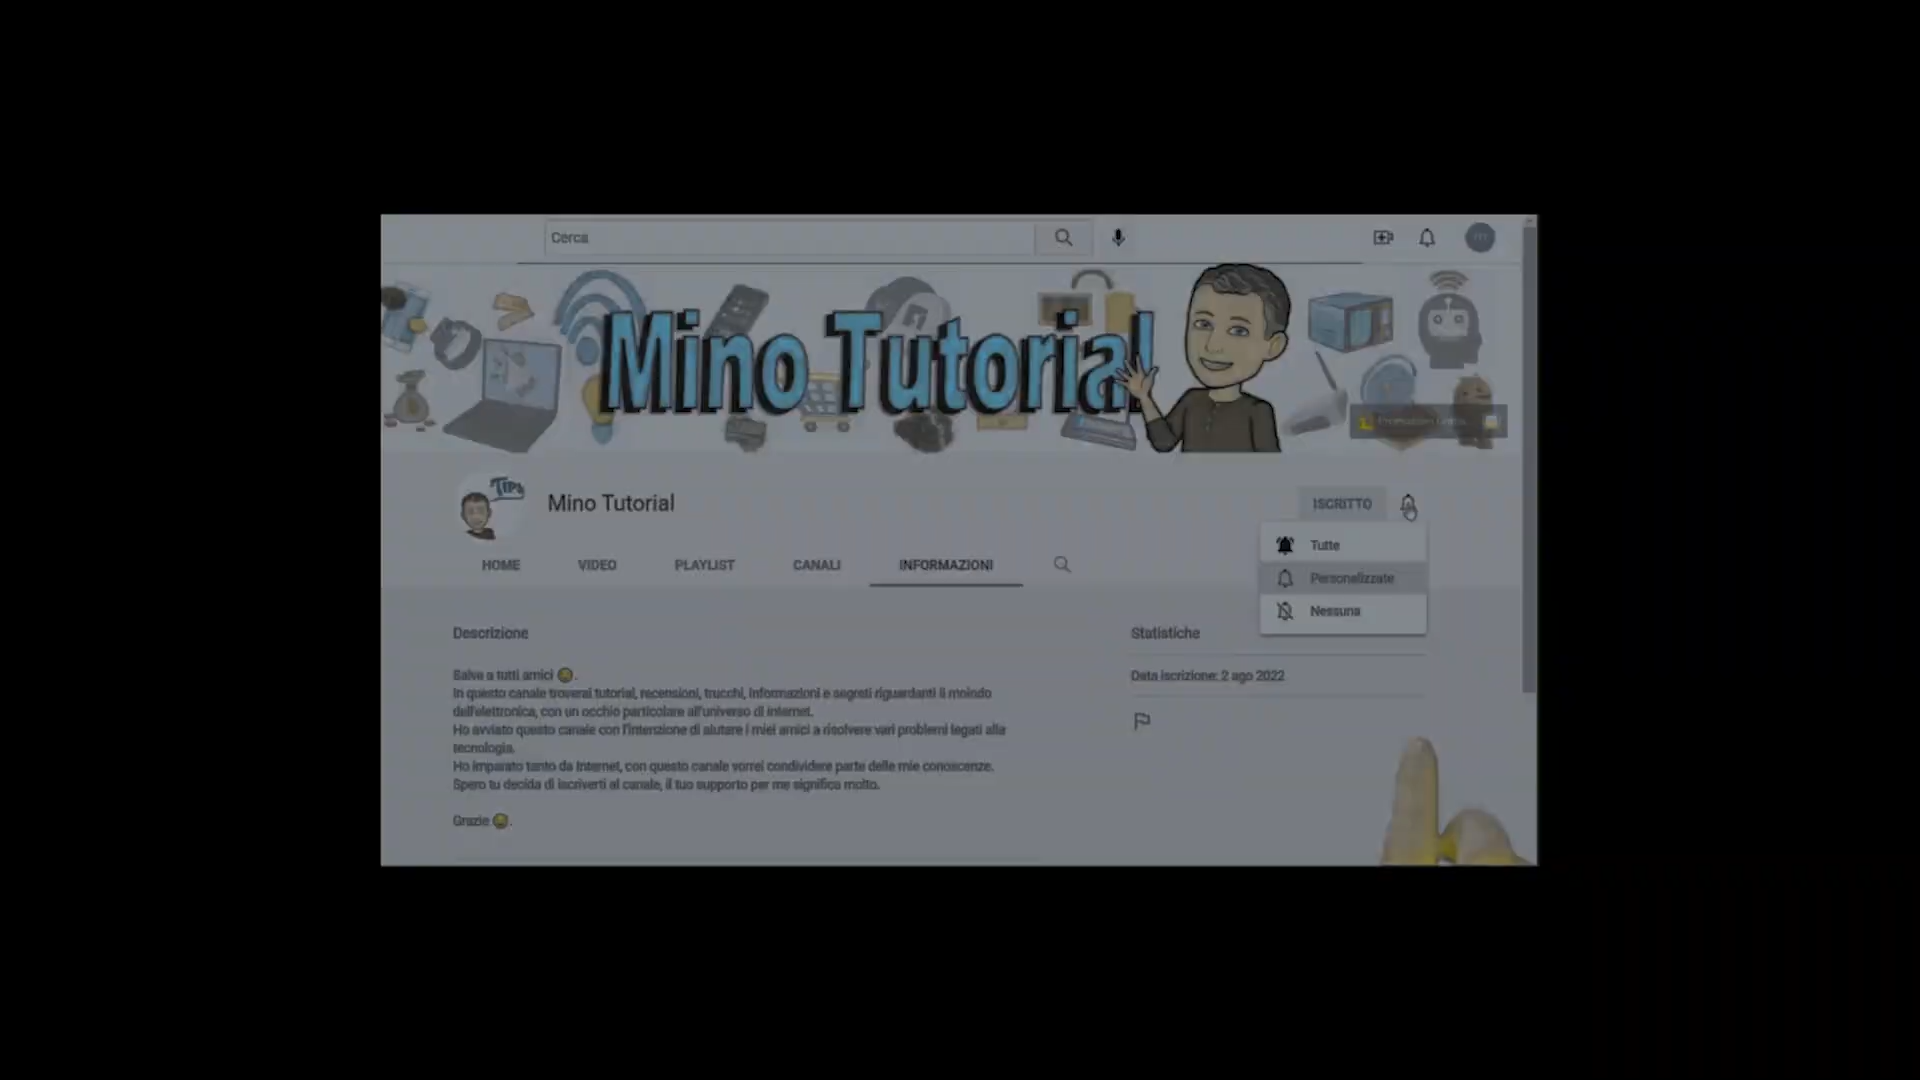 Cerca
Mino Tutorial
TIPS
Mino Tutorial
ISCRITTO
HOME
VIDEO
PLAYLIST
CANALI
INFORMAZIONI
Tutte
Personalizzate
Nessuna
Descrizione
Salve a tutti amici
In questo canale troverai tutorial, recensioni, trucchi, informazioni e segreti riguardanti il mondo
dell'elettronica, con un occhio particolare all'universo di internet.
Ho avviato questo canale con l'intenzione di aiutare i miei amici a risolvere vari problemi legati alla
tecnologia.
Ho imparato tanto da Internet, con questo canale vorrei condividere parte delle mie conoscenze.
Spero tu decida di iscriverti al canale, il tuo supporto per me significa molto.
Grazie
Statistiche
Data iscrizione: 2 ago 2022